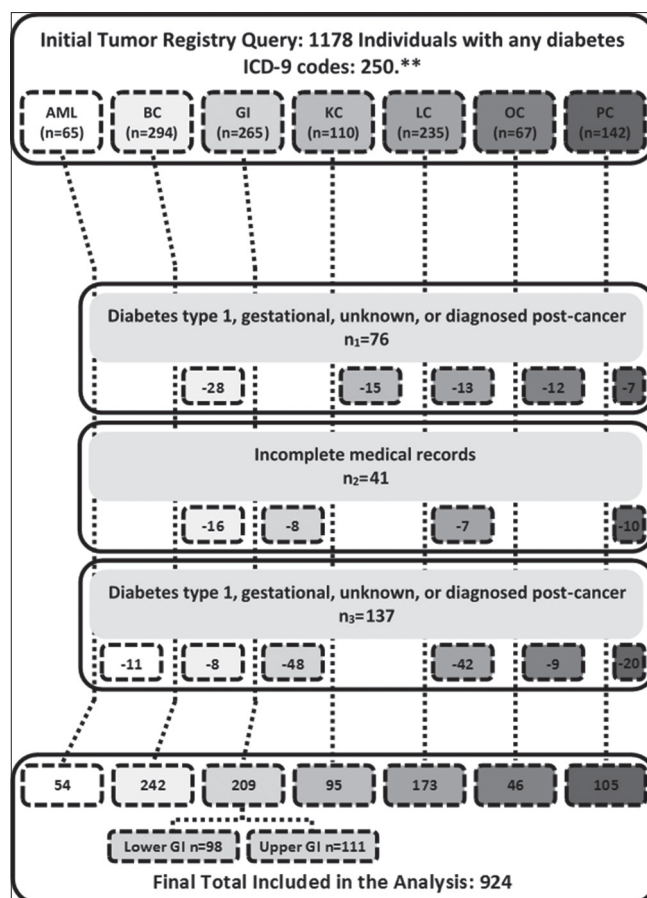 Initial Tumor Registry Query: 1178 Individuals with any diabetes
ICD-9 codes: 250.**
AML BC GI KC LC OC PC
(n=65) (n=294) (n=265) (n=110) (n=235) (n=67) (n=142)
Diabetes type 1, gestational, unknown, or diagnosed post-cancer
n₁=76
-28 -15 -13 -12 -7
Incomplete medical records
n₂=41
-16 -8 -7 -10
Diabetes type 1, gestational, unknown, or diagnosed post-cancer
n₃=137
-11 -8 -48 -42 -9 -20
54 242 209 95 173 46 105
Lower GI n=98 Upper GI n=111
Final Total Included in the Analysis: 924